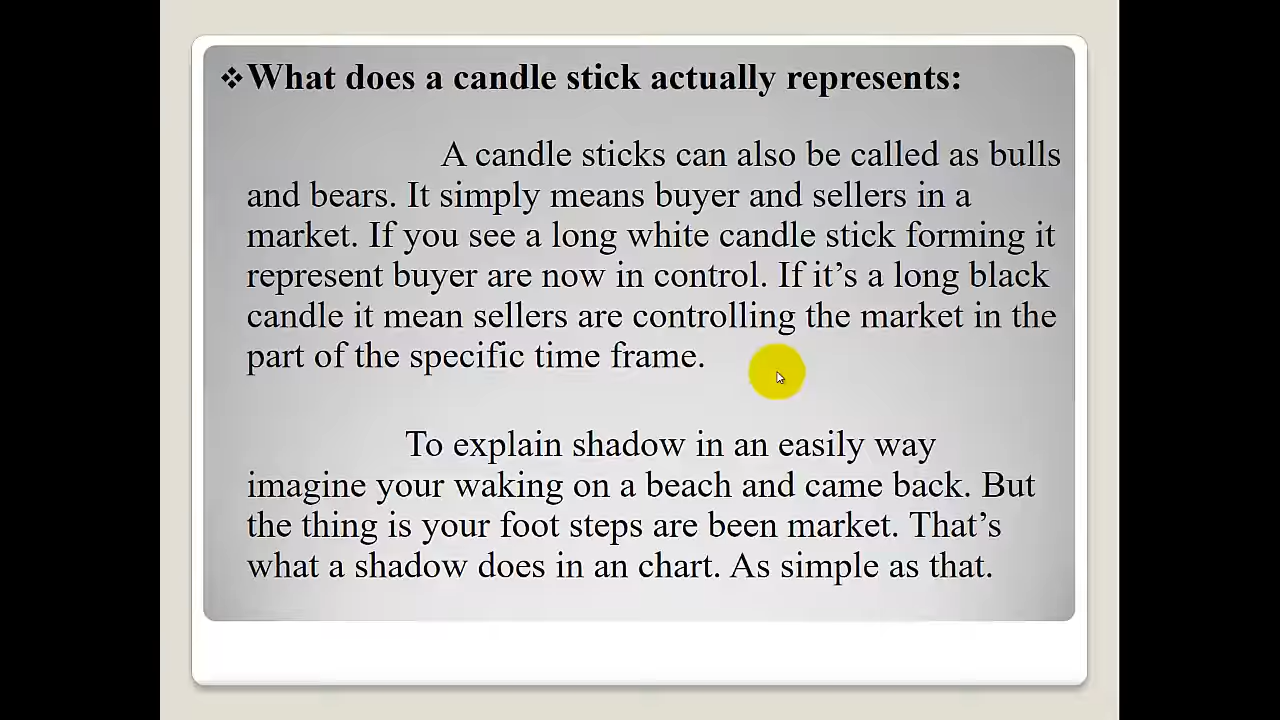 ❖What does a candle stick actually represents:
A candle sticks can also be called as bulls
and bears. It simply means buyer and sellers in a
market. If you see a long white candle stick forming it
represent buyer are now in control. If it’s a long black
candle it mean sellers are controlling the market in the
part of the specific time frame.
To explain shadow in an easily way
imagine your waking on a beach and came back. But
the thing is your foot steps are been market. That’s
what a shadow does in an chart. As simple as that.